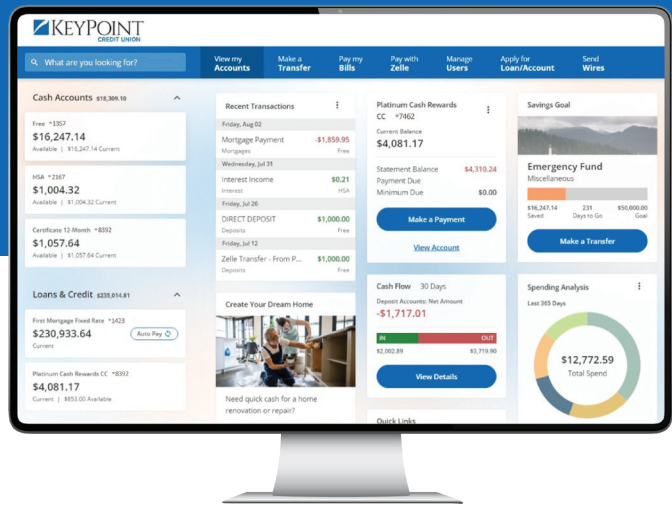 KEYPOINT
CREDIT UNION
What are you looking for?
View my
Accounts
Make a
Transfer
Pay my
Bills
Pay with
Zelle
Manage
Users
Apply for
Loan/Account
Send
Wires
Cash Accounts $18,309.10
Free *1357
$16,247.14
Available | $16,247.14 Current
HSA *2167
$1,004.32
Available | $1,004.32 Current
Certificate 12-Month *8392
$1,057.64
Available | $1,057.64 Current
Loans & Credit $235,014.81
First Mortgage Fixed Rate *1423
$230,933.64
Auto Pay
Current
Platinum Cash Rewards CC *8392
$4,081.17
Current | $853.00 Available
Recent Transactions
Friday, Aug 02
Mortgage Payment -$1,859.95
Mortgages Free
Wednesday, Jul 31
Interest Income $0.21
Interest HSA
Friday, Jul 26
DIRECT DEPOSIT $1,000.00
Deposits Free
Friday, Jul 12
Zelle Transfer - From P... $1,000.00
Deposits Free
Create Your Dream Home
Need quick cash for a home
renovation or repair?
Platinum Cash Rewards
CC *7462
Current Balance
$4,081.17
Statement Balance $4,310.24
Payment Due
Minimum Due $0.00
Make a Payment
View Account
Cash Flow 30 Days
Deposit Accounts: Net Amount
-$1,717.01
IN OUT
$2,002.89 $3,719.90
View Details
Quick Links
Savings Goal
Emergency Fund
Miscellaneous
$16,247.14 231 $50,000.00
Saved Days to Go Goal
Make a Transfer
Spending Analysis
Last 365 Days
$12,772.59
Total Spend